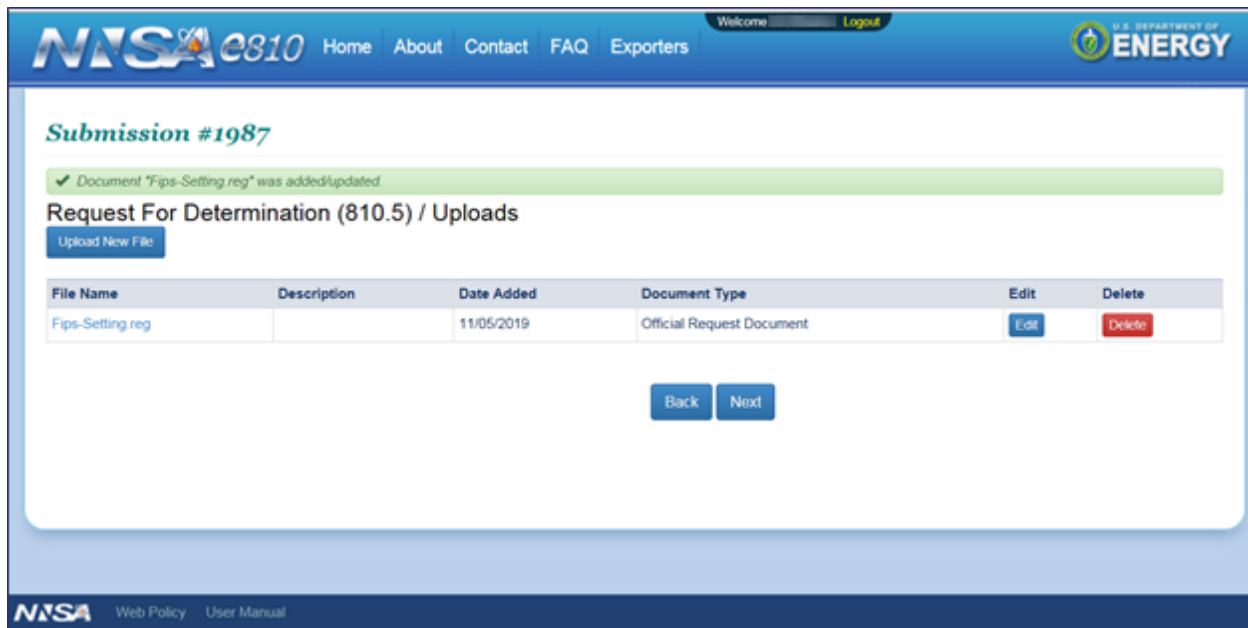 Welcome Logout
NNSA e810 Home About Contact FAQ Exporters
U.S. DEPARTMENT OF
ENERGY
Submission #1987
✔ Document "Fips-Setting.reg" was added/updated.
Request For Determination (810.5) / Uploads
Upload New File
File Name Description Date Added Document Type Edit Delete
Fips-Setting.reg 11/05/2019 Official Request Document Edit Delete
Back Next
NNSA Web Policy User Manual